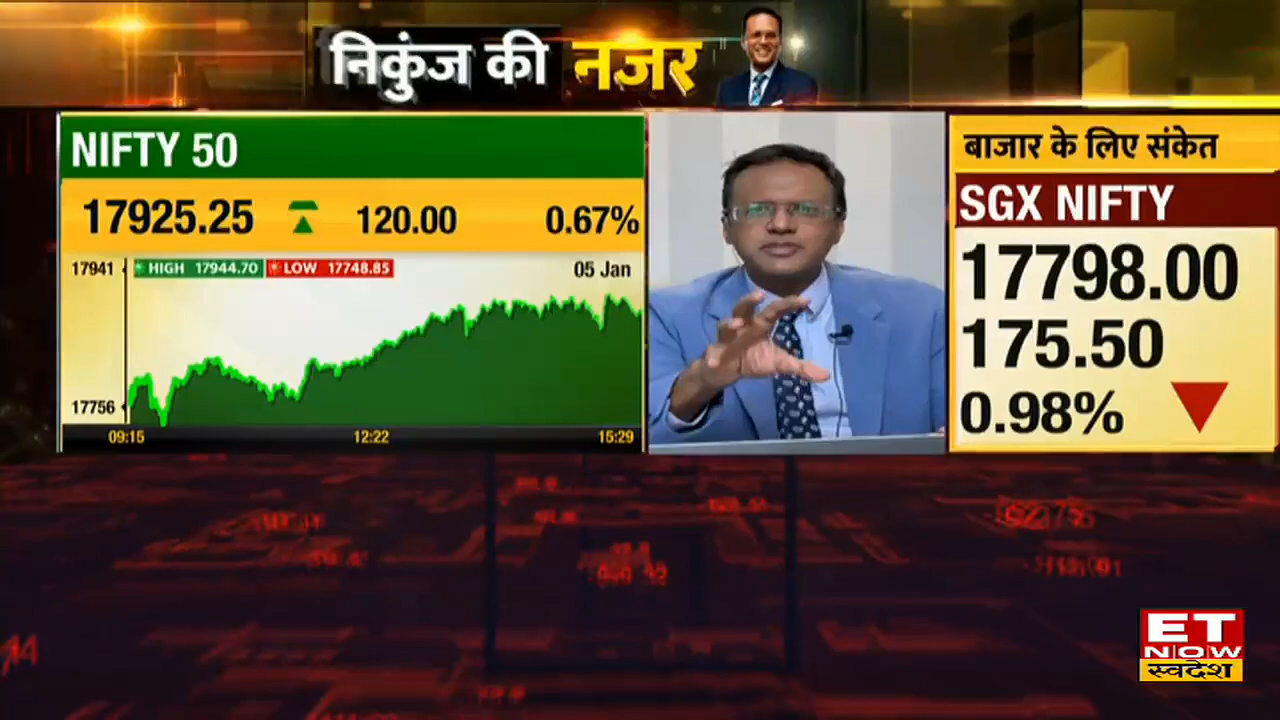 निकुंज की नजर
NIFTY 50
17925.25 120.00 0.67%
17941 HIGH 17944.70 LOW 17748.85 05 Jan
17756
09:15 12:22 15:29
बाजार के लिए संकेत
SGX NIFTY
17798.00
175.50
0.98%
ET
NOW
स्वदेश